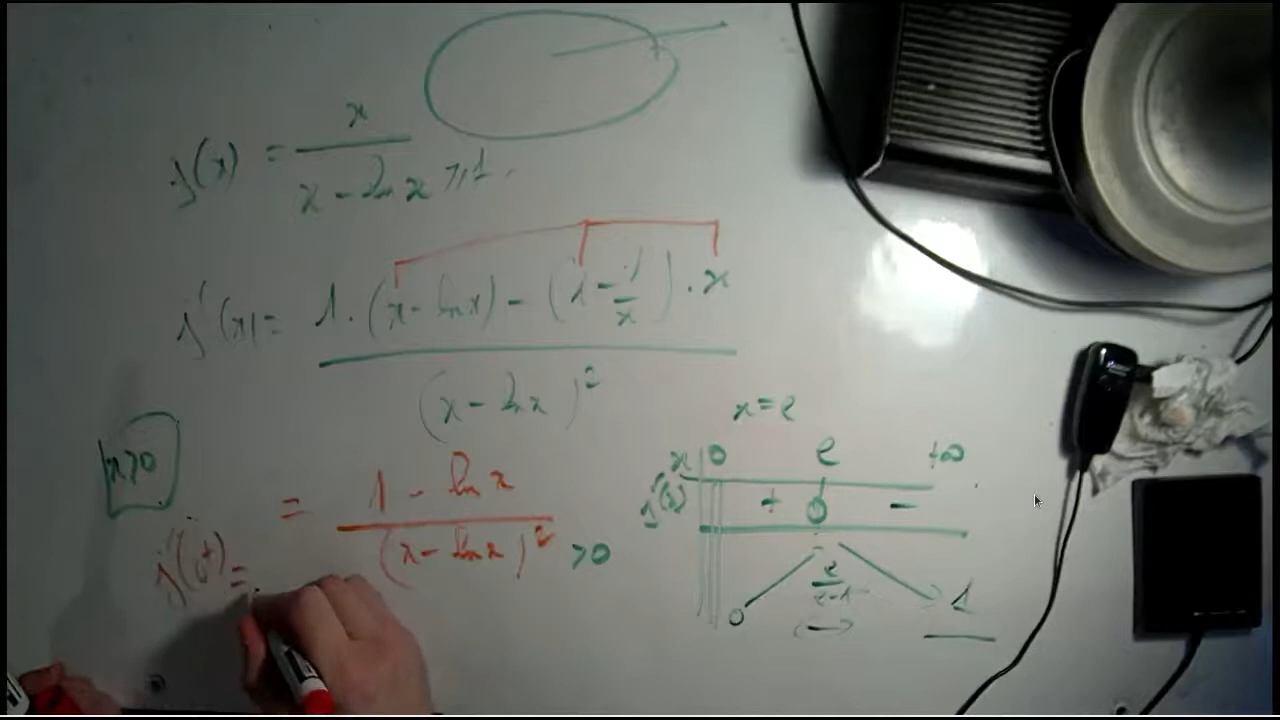 f(x) = x / (x - ln x) ≥ 1.
f'(x) = (1 · (x - ln x) - (1 - 1/x) · x) / (x - ln x)²
x > 0
= (1 - ln x) / (x - ln x)² > 0
f'(0⁺) =
x = e
x 0 e +∞
f'(x) + 0 -
0 e/(e-1) 1